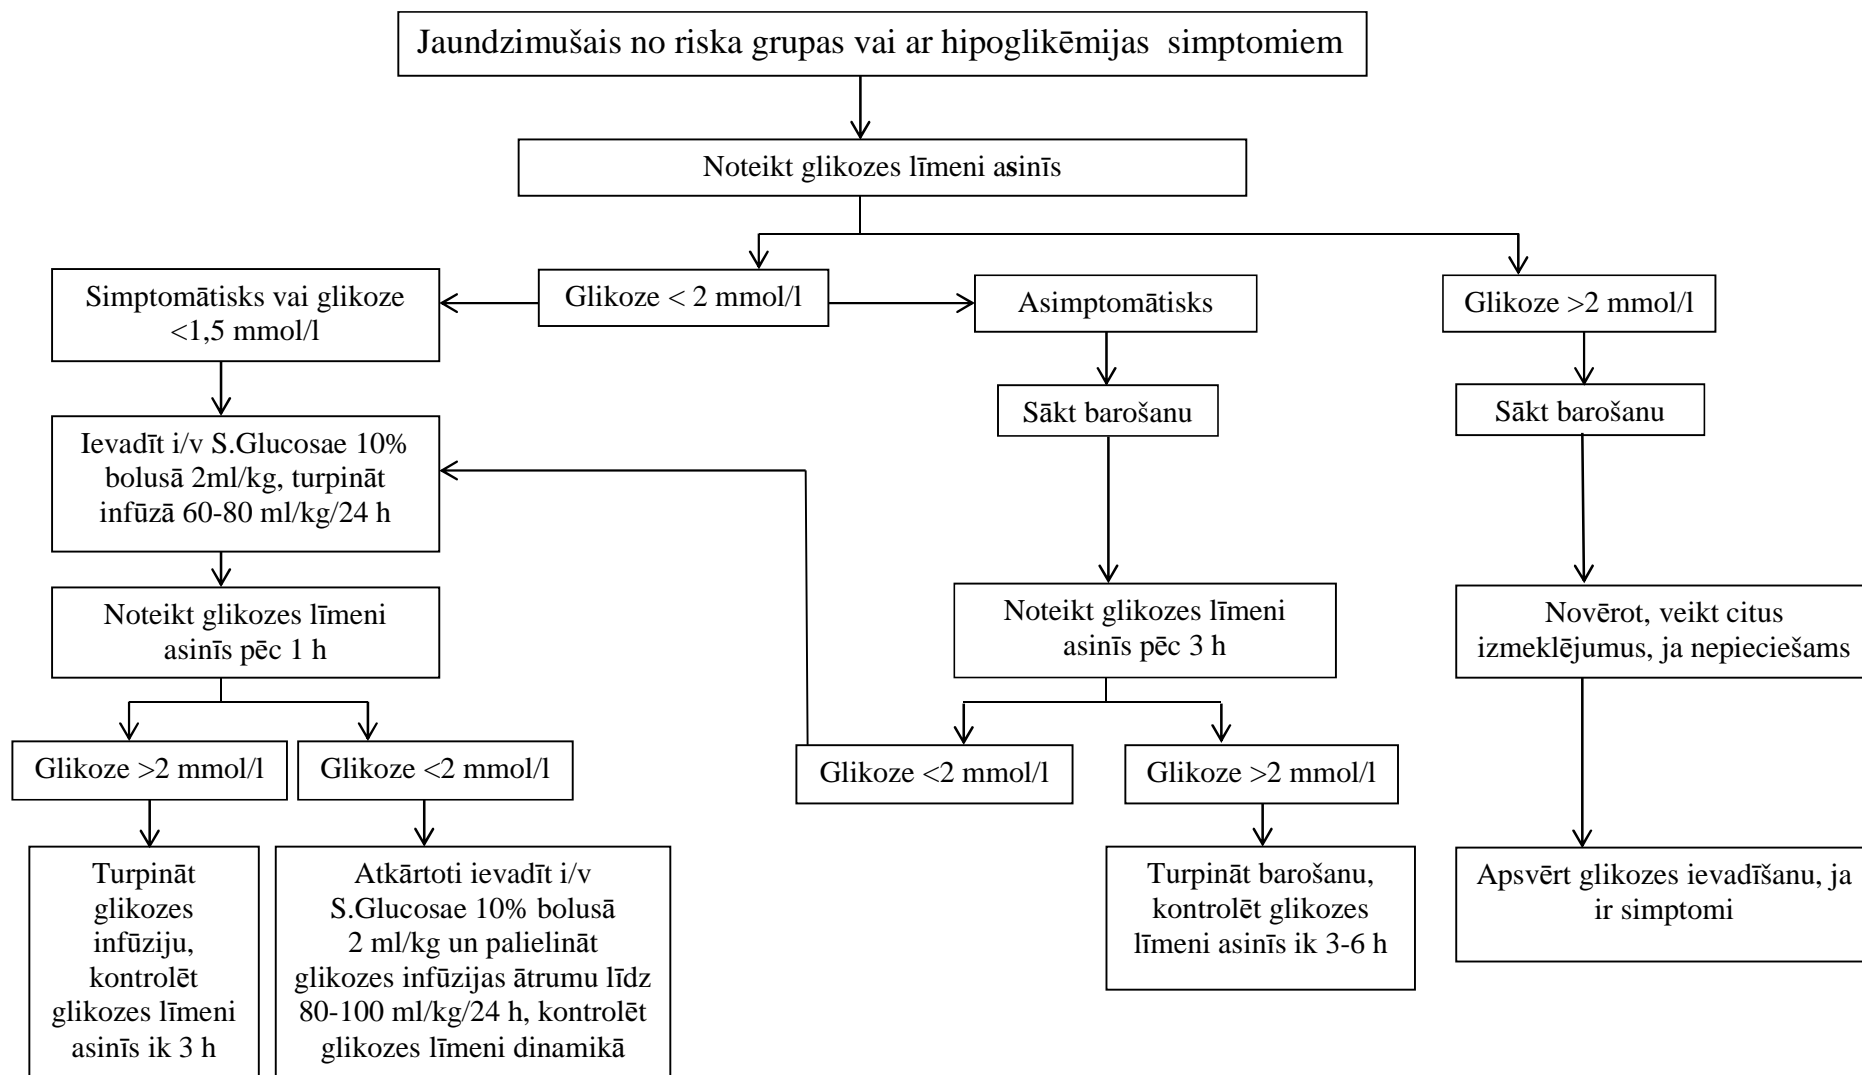 Jaundzimušais no riska grupas vai ar hipoglikēmijas simptomiem
Noteikt glikozes līmeni asinīs
Simptomātisks vai glikoze
<1,5 mmol/l
Glikoze < 2 mmol/l
Asimptomātisks
Glikoze >2 mmol/l
Ievadīt i/v S.Glucosae 10%
bolusā 2ml/kg, turpināt
infūzā 60-80 ml/kg/24 h
Sākt barošanu
Sākt barošanu
Noteikt glikozes līmeni
asinīs pēc 1 h
Noteikt glikozes līmeni
asinīs pēc 3 h
Novērot, veikt citus
izmeklējumus, ja nepieciešams
Glikoze >2 mmol/l
Glikoze <2 mmol/l
Glikoze <2 mmol/l
Glikoze >2 mmol/l
Turpināt
glikozes
infūziju,
kontrolēt
glikozes līmeni
asinīs ik 3 h
Atkārtoti ievadīt i/v
S.Glucosae 10% bolusā
2 ml/kg un palielināt
glikozes infūzijas ātrumu līdz
80-100 ml/kg/24 h, kontrolēt
glikozes līmeni dinamikā
Turpināt barošanu,
kontrolēt glikozes
līmeni asinīs ik 3-6 h
Apsvērt glikozes ievadīšanu, ja
ir simptomi